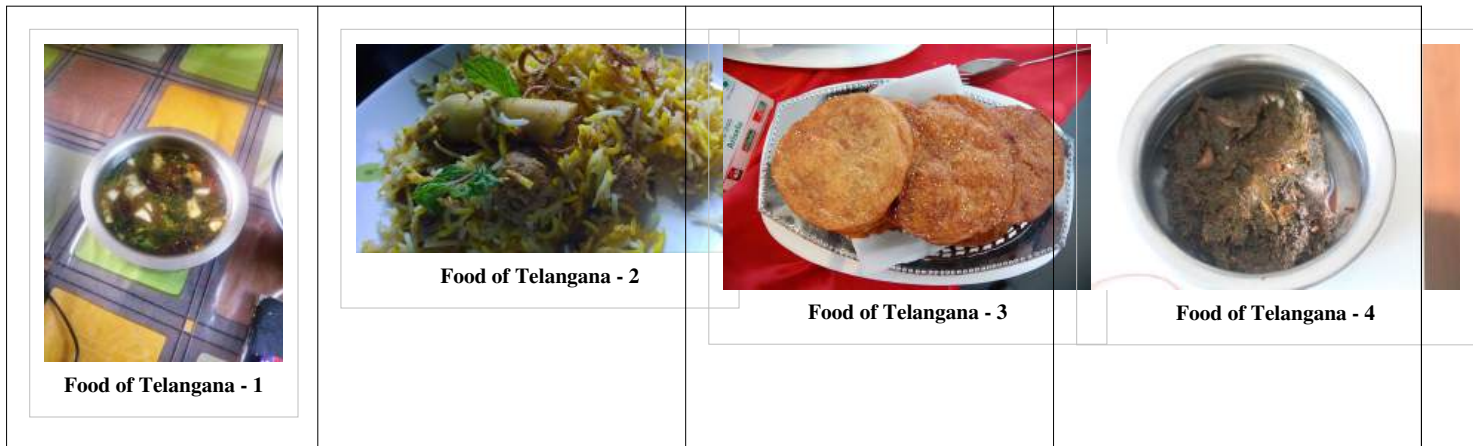 Food of Telangana - 1
Food of Telangana - 2
Food of Telangana - 3
Food of Telangana - 4